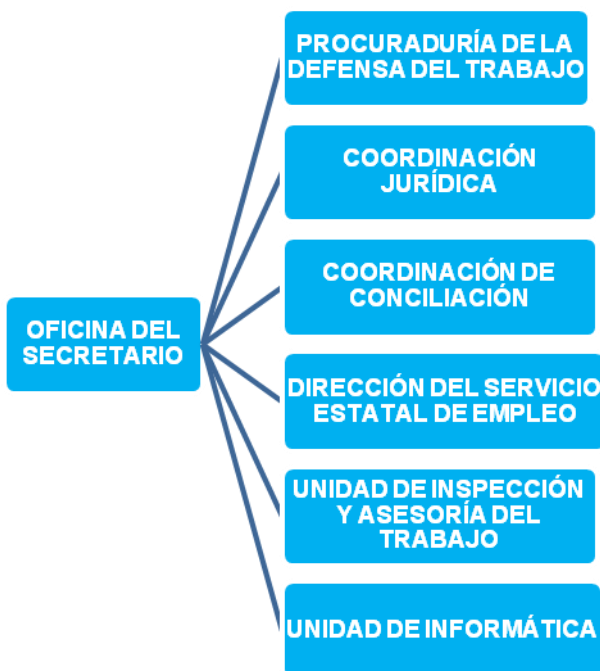 PROCURADURÍA DE LA
DEFENSA DEL TRABAJO
COORDINACIÓN
JURÍDICA
COORDINACIÓN DE
CONCILIACIÓN
OFICINA DEL
SECRETARIO
DIRECCIÓN DEL SERVICIO
ESTATAL DE EMPLEO
UNIDAD DE INSPECCIÓN
Y ASESORÍA DEL
TRABAJO
UNIDAD DE INFORMÁTICA